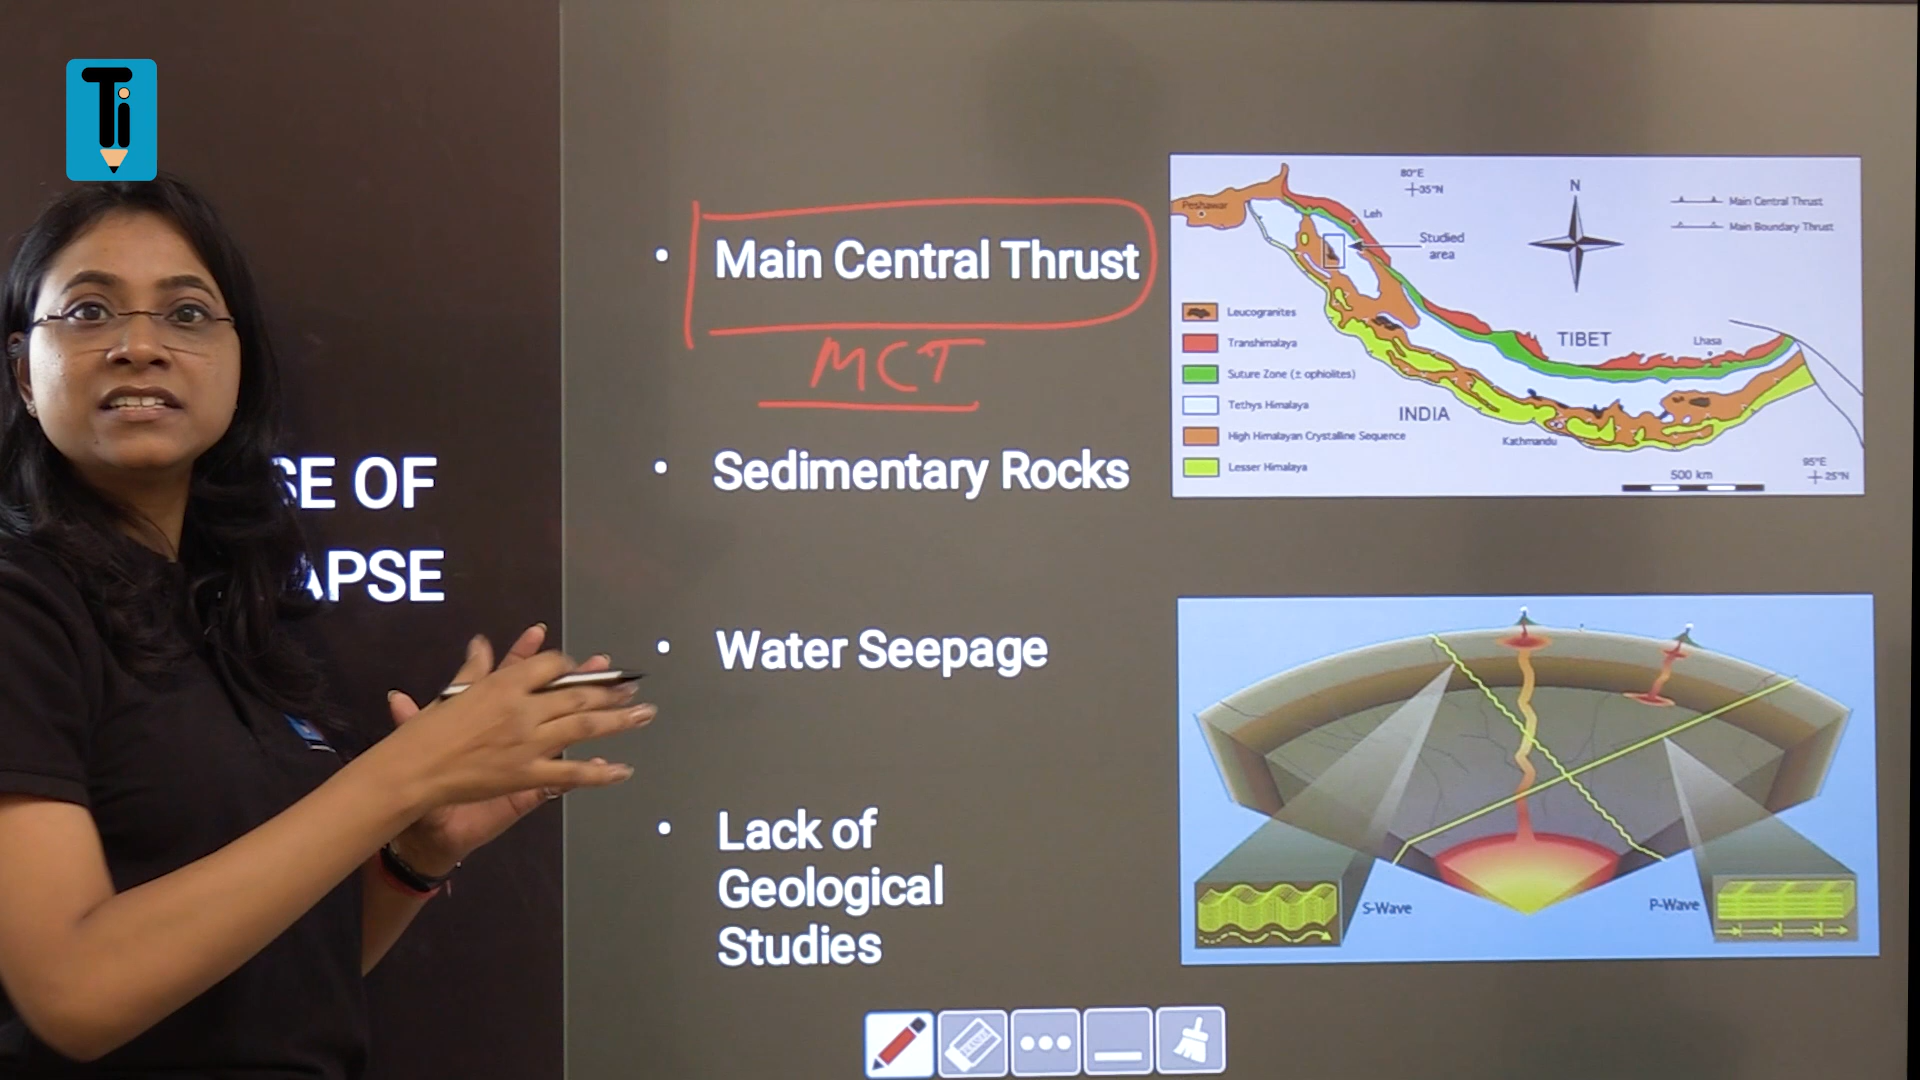 Ti
SE OF
APSE
• Main Central Thrust
MCT
• Sedimentary Rocks
• Water Seepage
• Lack of
Geological
Studies
Peshawar
80°E
35°N
Leh
Studied
area
N
Main Central Thrust
Main Boundary Thrust
Leucogranites
Transhimalaya
Suture Zone (± ophiolites)
Tethys Himalaya
High Himalayan Crystalline Sequence
Lesser Himalaya
TIBET
Lhasa
INDIA
Kathmandu
500 km
95°E
25°N
S-Wave
P-Wave